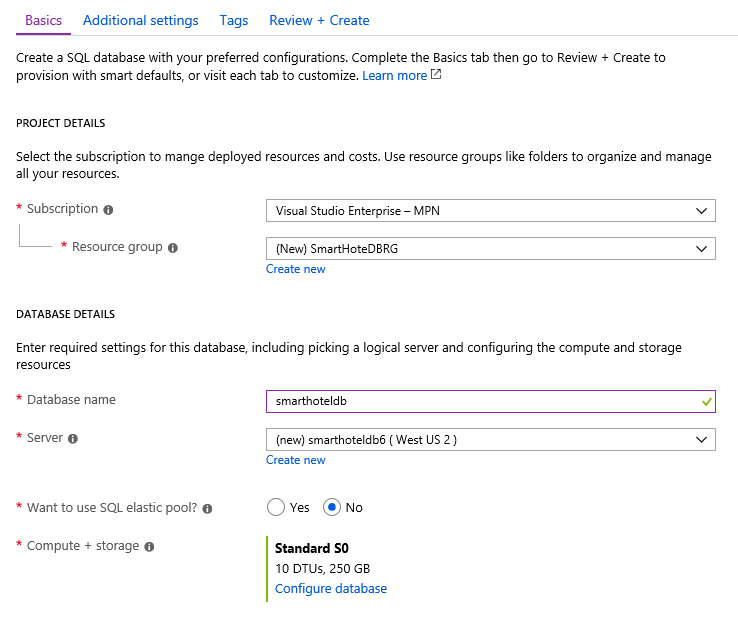 Basics Additional settings Tags Review + Create
Create a SQL database with your preferred configurations. Complete the Basics tab then go to Review + Create to
provision with smart defaults, or visit each tab to customize. Learn more
PROJECT DETAILS
Select the subscription to mange deployed resources and costs. Use resource groups like folders to organize and manage
all your resources.
* Subscription
Visual Studio Enterprise – MPN
* Resource group
(New) SmartHoteDBRG
Create new
DATABASE DETAILS
Enter required settings for this database, including picking a logical server and configuring the compute and storage
resources
* Database name
smarthoteldb
* Server
(new) smarthoteldb6 ( West US 2 )
Create new
* Want to use SQL elastic pool?
Yes No
* Compute + storage
Standard S0
10 DTUs, 250 GB
Configure database